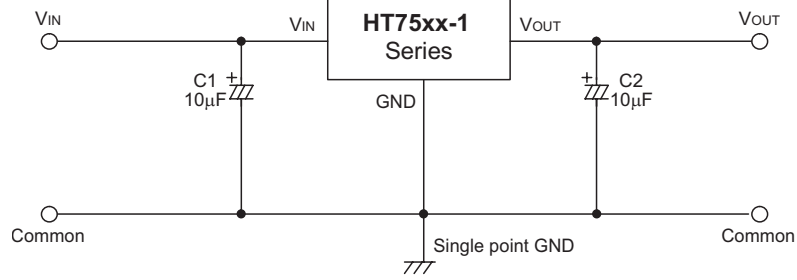 VIN
VIN
HT75xx-1
Series
VOUT
VOUT
C1
10μF
+
GND
+
C2
10μF
Common
Single point GND
Common